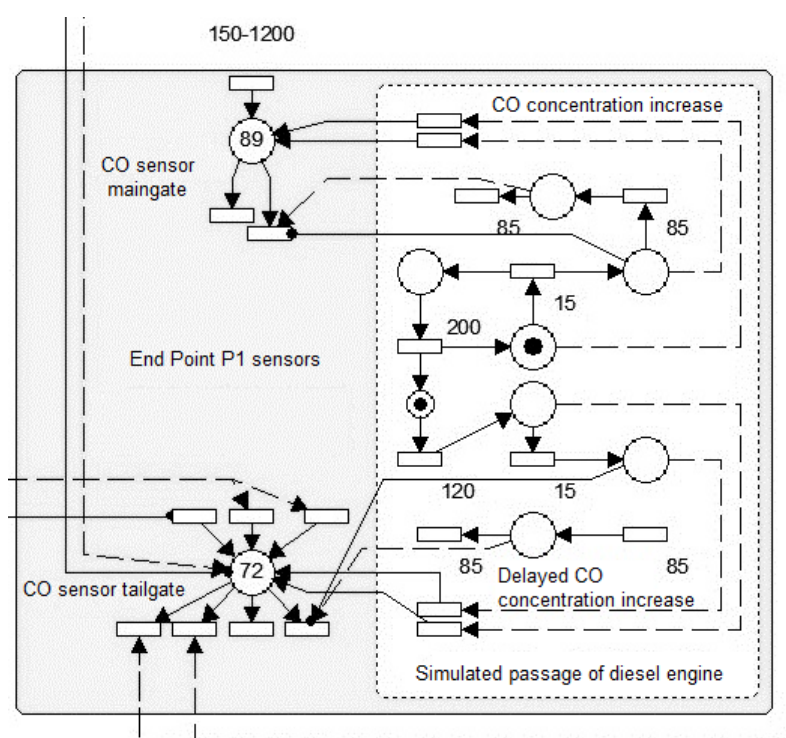 150-1200
CO concentration increase
89
CO sensor
maingate
85
85
15
200
End Point P1 sensors
120
15
72
85
85
CO sensor tailgate
Delayed CO
concentration increase
Simulated passage of diesel engine